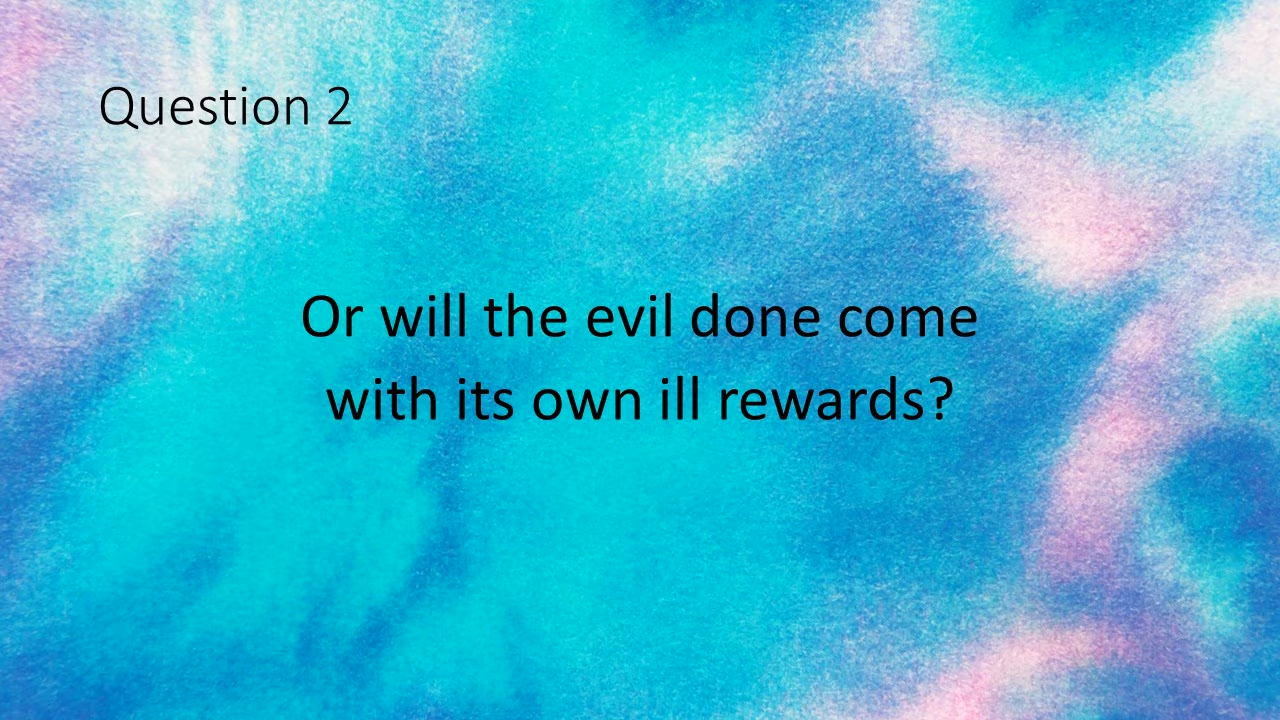 Question 2
Or will the evil done come
with its own ill rewards?